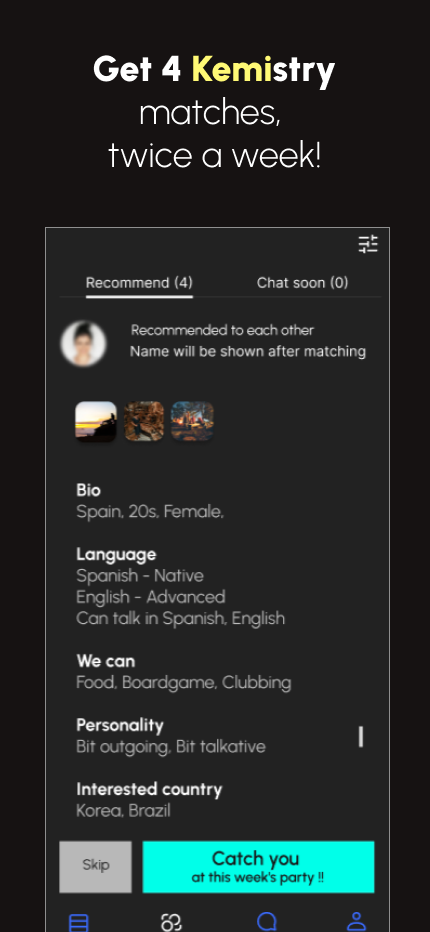 Get 4 Kemistry
matches,
twice a week!
Recommend (4) Chat soon (0)
Recommended to each other
Name will be shown after matching
Bio
Spain, 20s, Female,
Language
Spanish - Native
English - Advanced
Can talk in Spanish, English
We can
Food, Boardgame, Clubbing
Personality
Bit outgoing, Bit talkative
Interested country
Korea, Brazil
Skip
Catch you
at this week's party !!